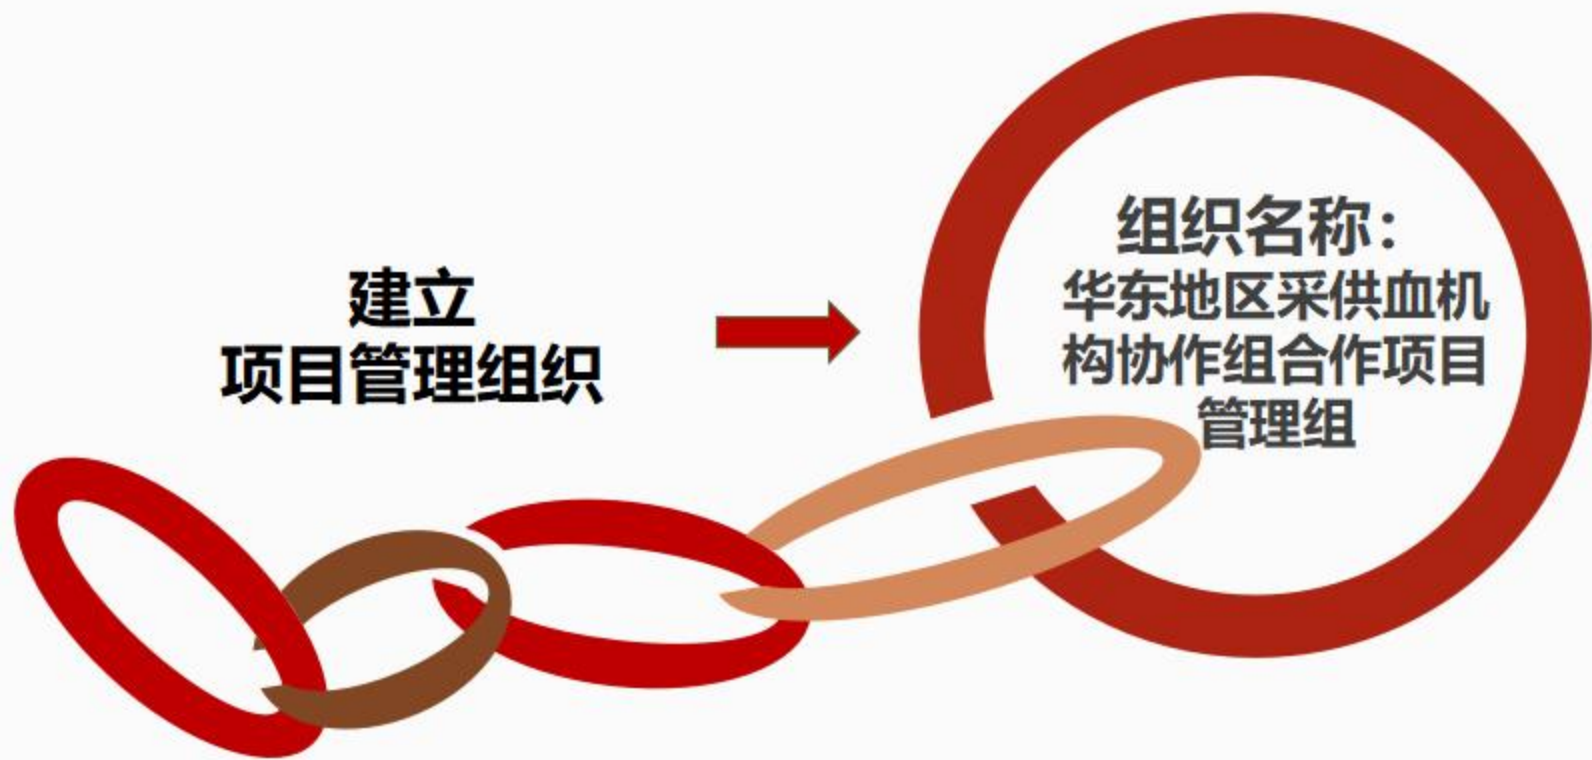 建立
项目管理组织
组织名称：
华东地区采供血机
构协作组合作项目
管理组